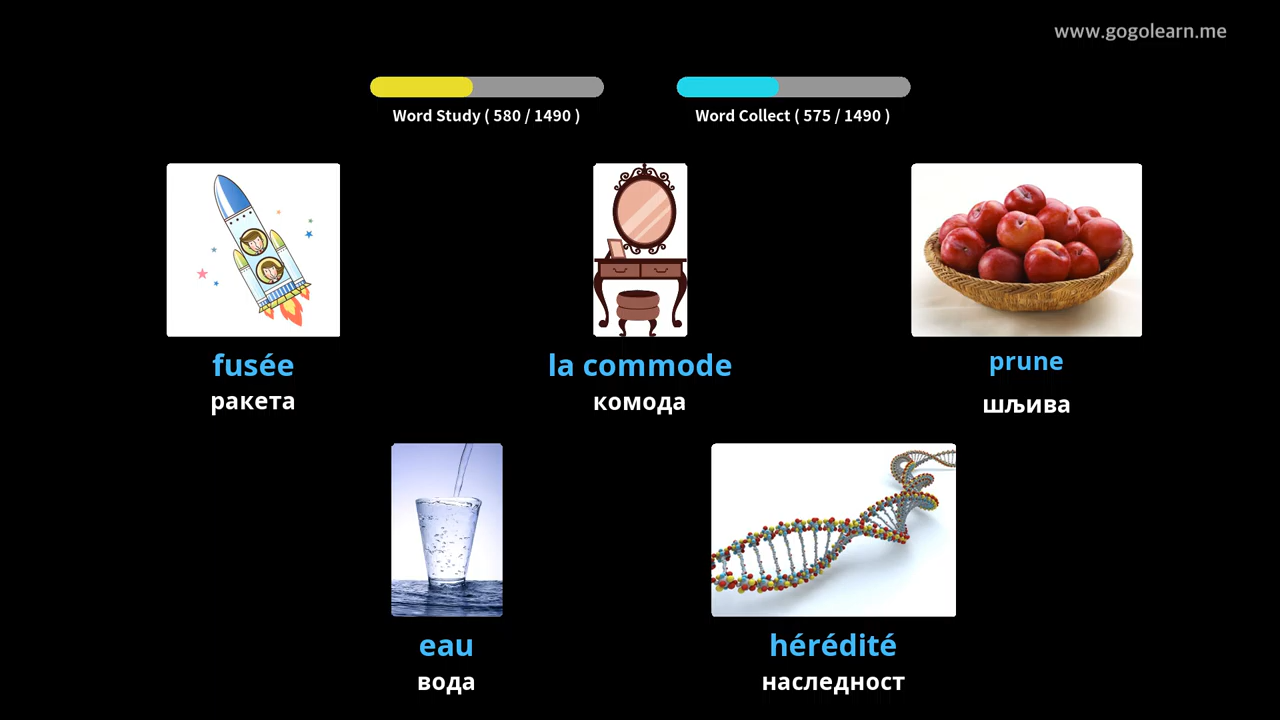 www.gogolearn.me
Word Study ( 580 / 1490 )
Word Collect ( 575 / 1490 )
fusée
ракета
la commode
комода
prune
шљива
eau
вода
hérédité
наследност